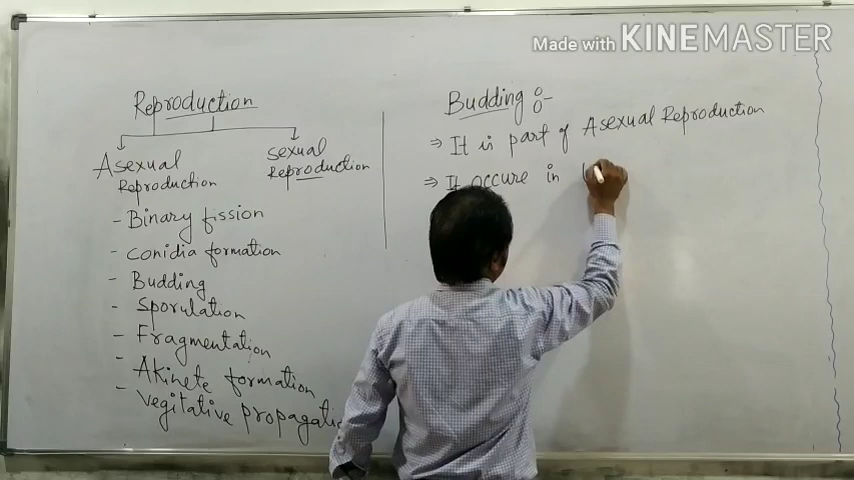 Made with KINEMASTER
Reproduction
Asexual
Reproduction
sexual
Reproduction
- Binary fission
- conidia formation
- Budding
- Sporulation
- Fragmentation
- Akinete formation
- vegitative propagatio
Budding :-
⇒ It is part of Asexual Reproduction
⇒ It occure in